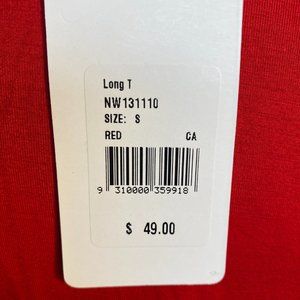 Long T
NW131110
SIZE: S
RED CA
9 310000 359918
$ 49.00